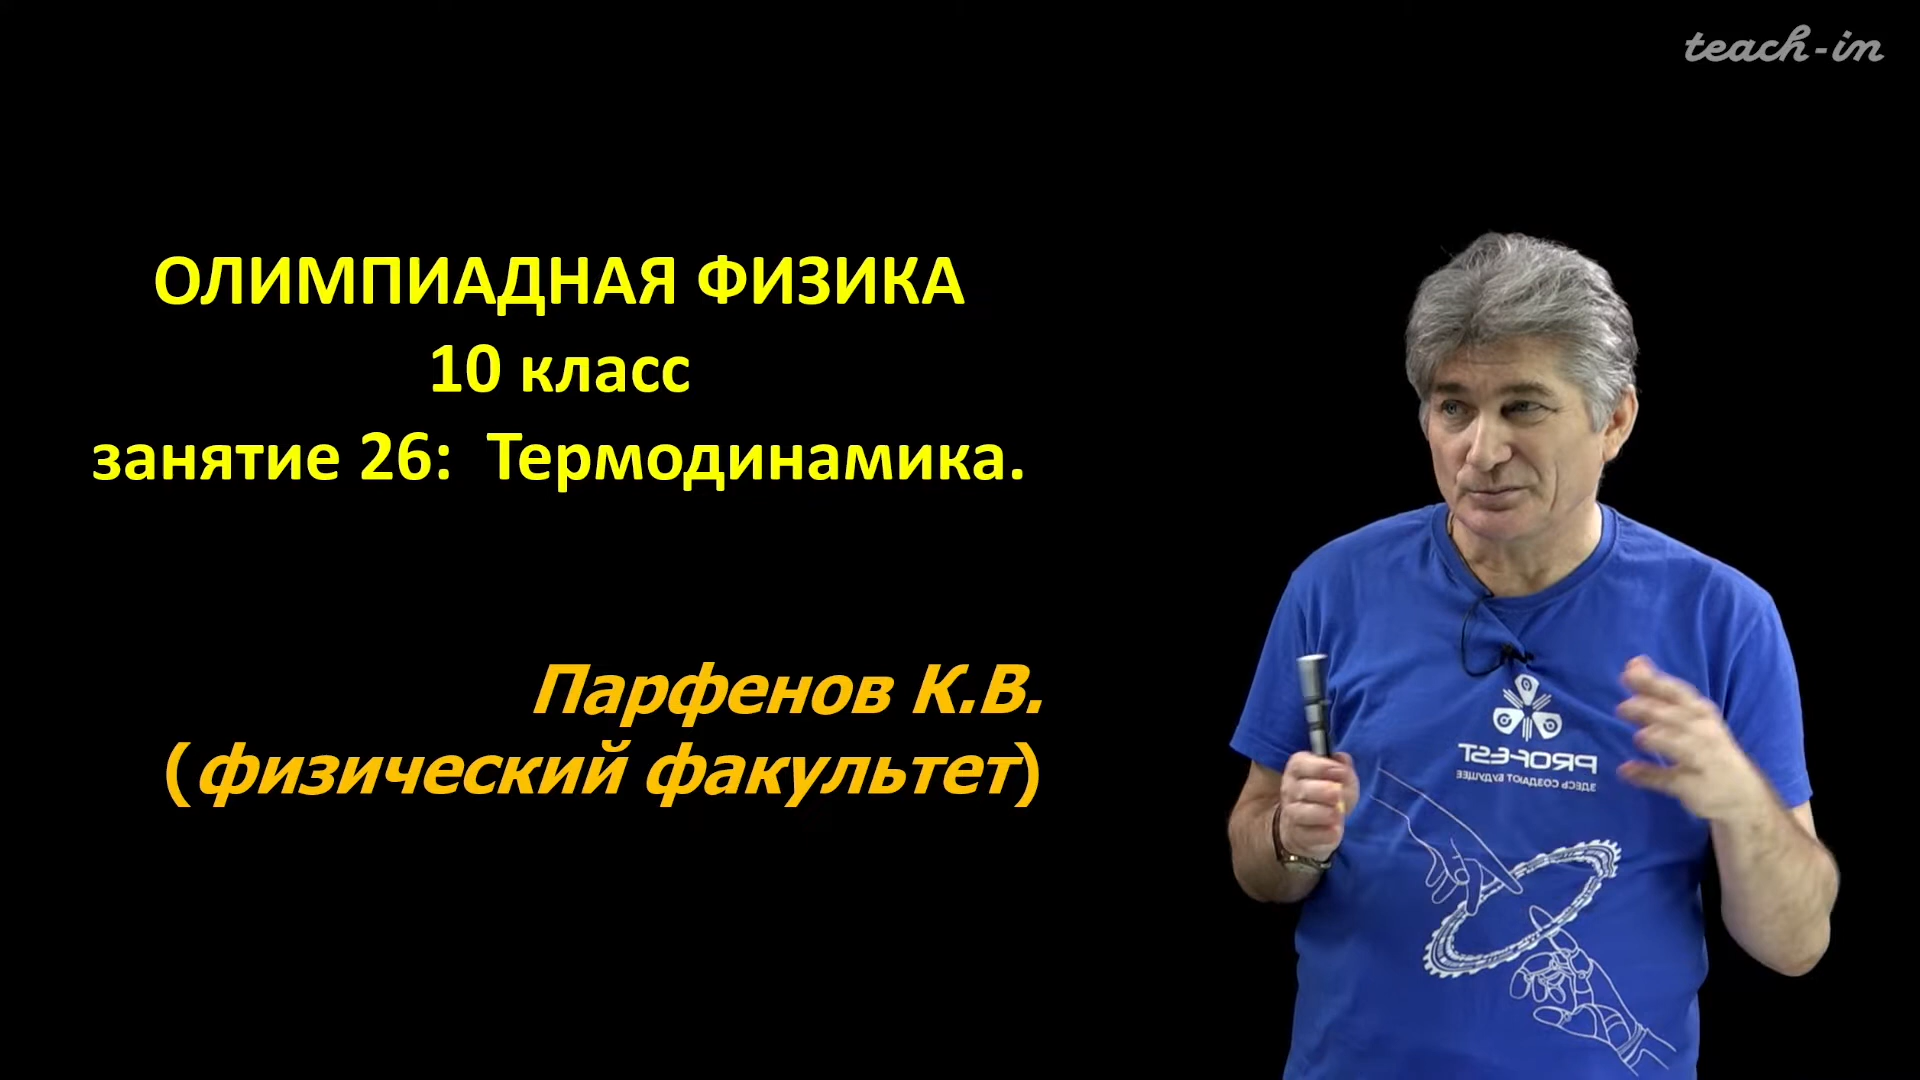 teach-in
ОЛИМПИАДНАЯ ФИЗИКА
10 класс
занятие 26: Термодинамика.
Парфенов К.В.
(физический факультет)
PROFEST
ЗДЕСЬ СОЗДАЮТ БУДУЩЕЕ